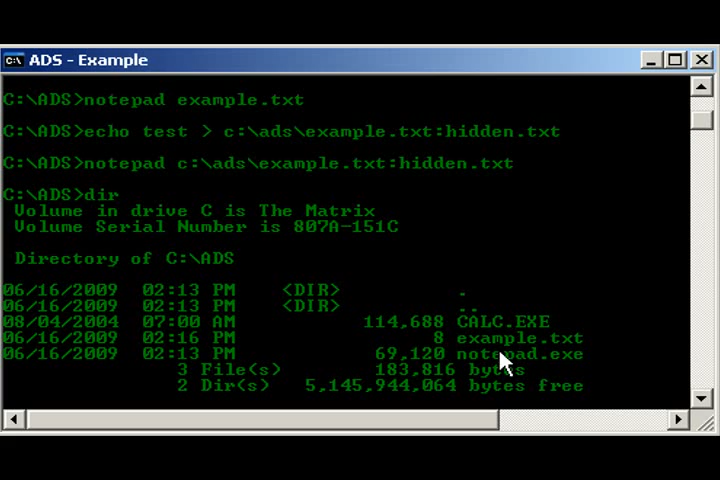 ADS - Example
C:\ADS>notepad example.txt
C:\ADS>echo test > c:\ads\example.txt:hidden.txt
C:\ADS>notepad c:\ads\example.txt:hidden.txt
C:\ADS>dir
Volume in drive C is The Matrix
Volume Serial Number is 807A-151C
Directory of C:\ADS
06/16/2009 02:13 PM <DIR> .
06/16/2009 02:13 PM <DIR> ..
08/04/2004 07:00 AM 114,688 CALC.EXE
06/16/2009 02:16 PM 8 example.txt
06/16/2009 02:13 PM 69,120 notepad.exe
3 File(s) 183,816 bytes
2 Dir(s) 5,145,944,064 bytes free